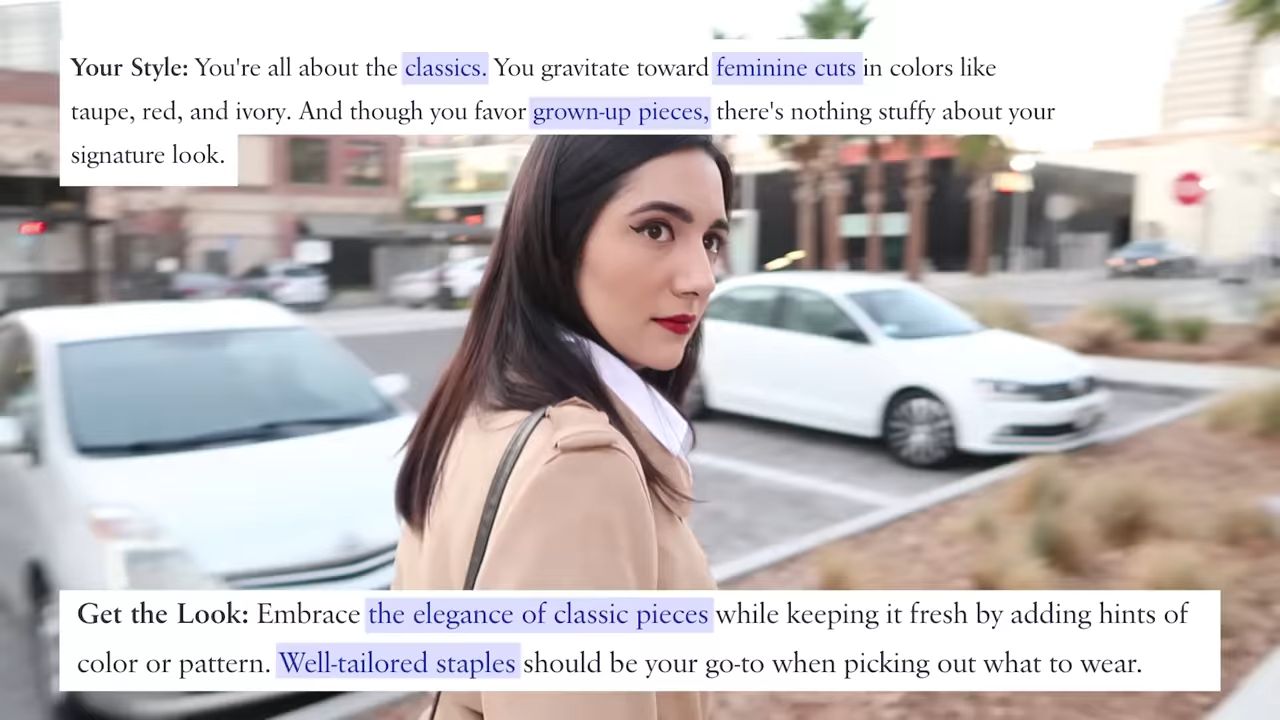 Your Style: You're all about the classics. You gravitate toward feminine cuts in colors like
taupe, red, and ivory. And though you favor grown-up pieces, there's nothing stuffy about your
signature look.
Get the Look: Embrace the elegance of classic pieces while keeping it fresh by adding hints of
color or pattern. Well-tailored staples should be your go-to when picking out what to wear.